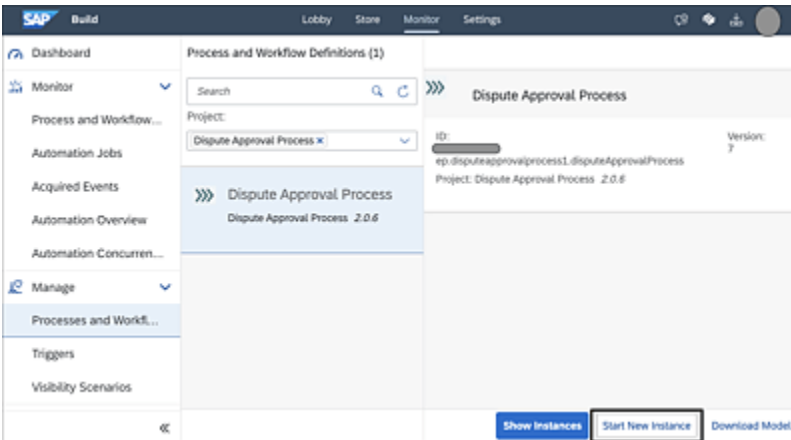 SAP Build Lobby Store Monitor Settings
Dashboard
Monitor
Process and Workflow...
Automation Jobs
Acquired Events
Automation Overview
Automation Concurren...
Manage
Processes and Workfl...
Triggers
Visibility Scenarios
Process and Workflow Definitions (1)
Search
Project:
Dispute Approval Process ×
Dispute Approval Process
Dispute Approval Process 2.0.6
Dispute Approval Process
ID:
ep.disputeapprovalprocess1.disputeApprovalProcess
Project: Dispute Approval Process 2.0.6
Version:
7
Show Instances Start New Instance Download Model